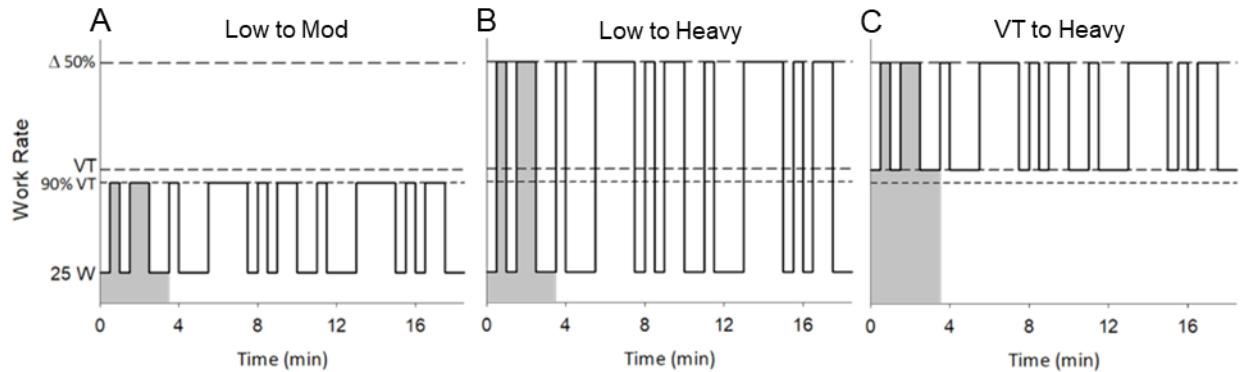 A
Low to Mod
Δ 50%
VT
90% VT
25 W
Work Rate
0 4 8 12 16
Time (min)
B
Low to Heavy
0 4 8 12 16
Time (min)
C
VT to Heavy
0 4 8 12 16
Time (min)